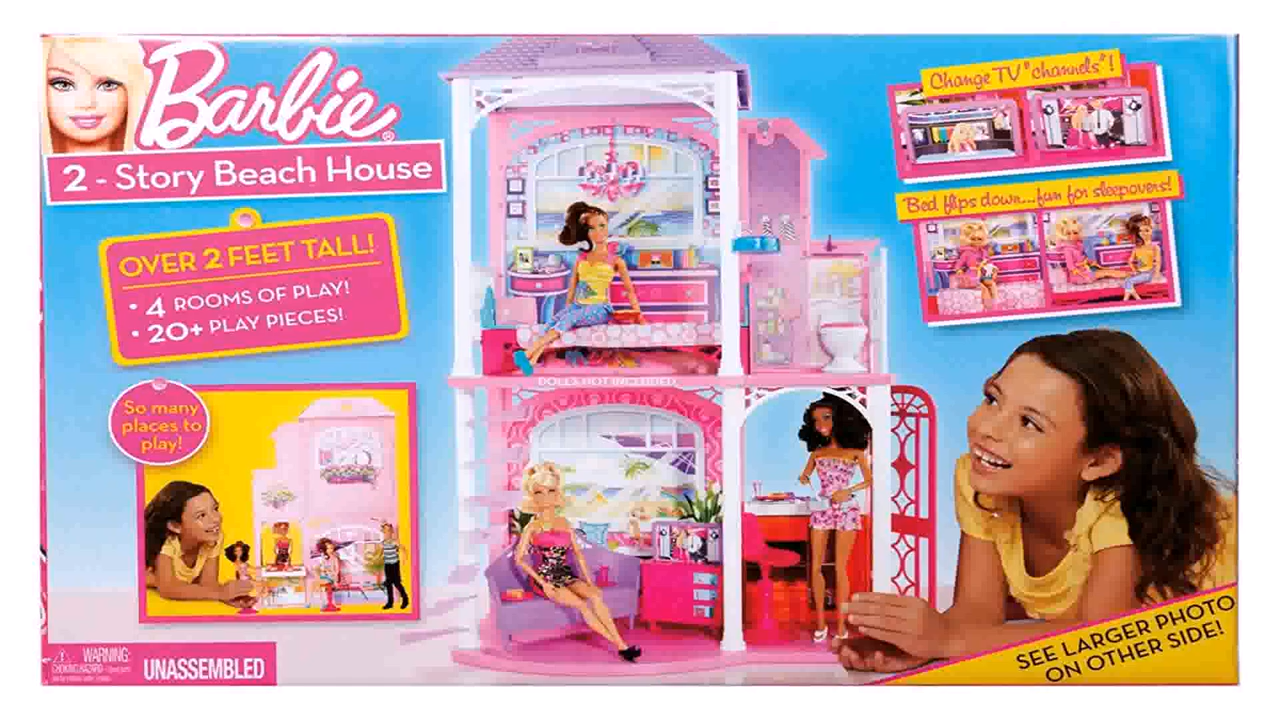 Barbie
2 - Story Beach House
OVER 2 FEET TALL!
• 4 ROOMS OF PLAY!
• 20+ PLAY PIECES!
So many
places to
play!
DOLLS NOT INCLUDED
Change TV "channels"!
Bed flips down...fun for sleepovers!
SEE LARGER PHOTO
ON OTHER SIDE!
WARNING:
CHOKING HAZARD
UNASSEMBLED